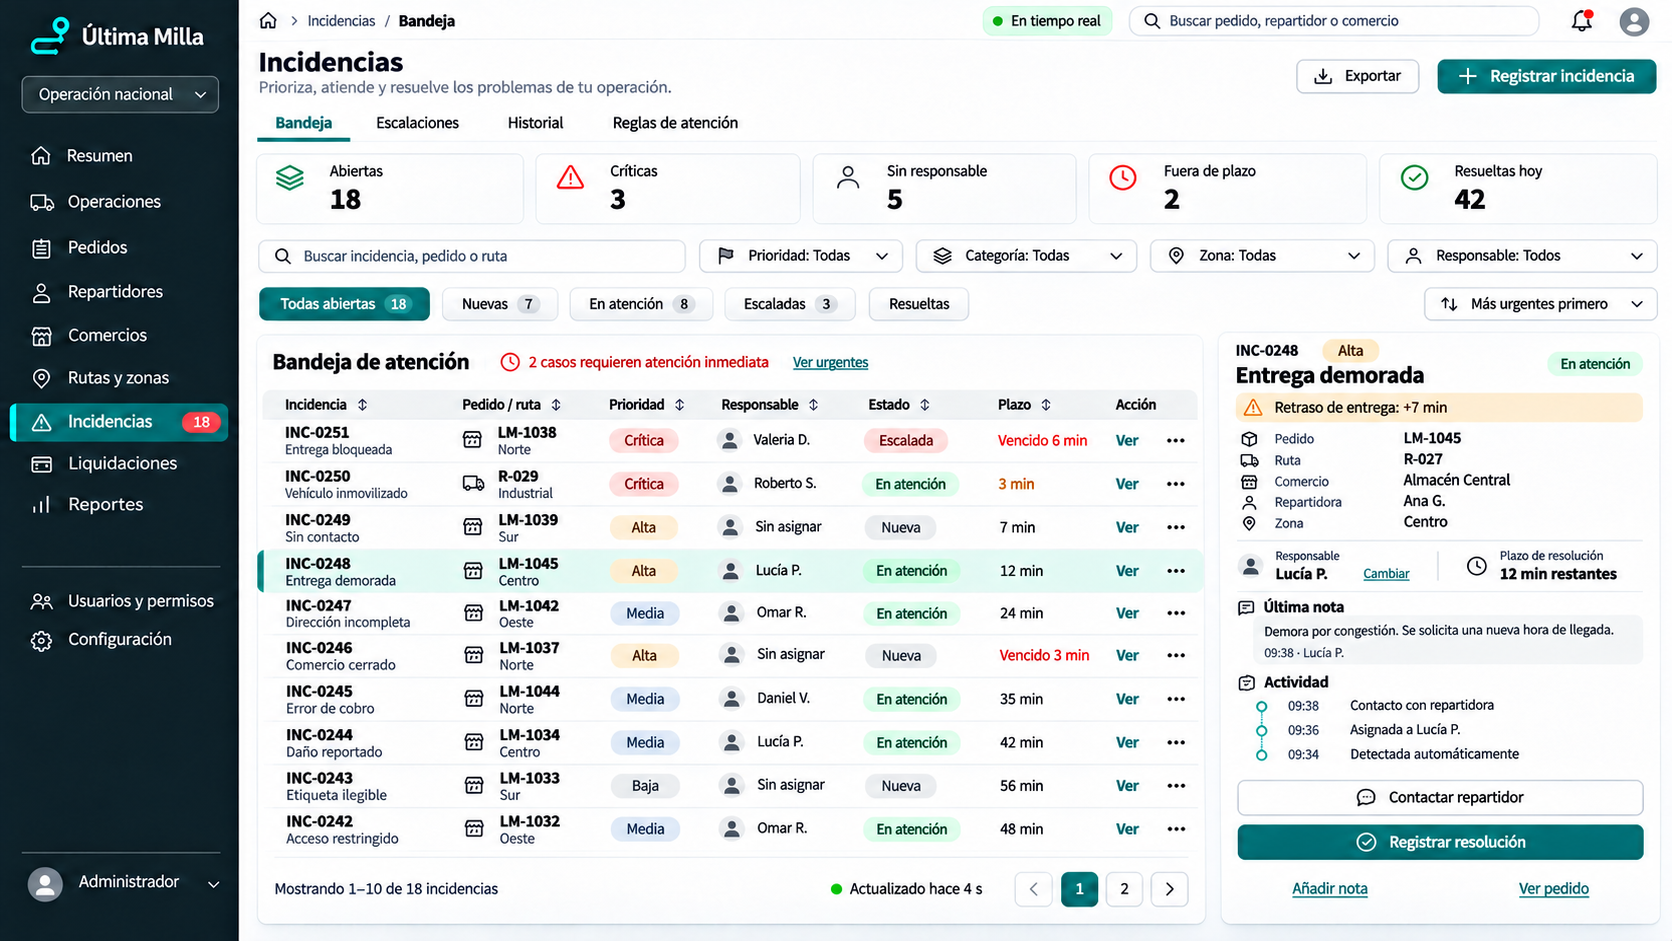 Última Milla
Operación nacional
Resumen
Operaciones
Pedidos
Repartidores
Comercios
Rutas y zonas
Incidencias 18
Liquidaciones
Reportes
Usuarios y permisos
Configuración
Administrador
Incidencias / Bandeja
En tiempo real
Buscar pedido, repartidor o comercio
Incidencias
Prioriza, atiende y resuelve los problemas de tu operación.
Exportar
Registrar incidencia
Bandeja Escalaciones Historial Reglas de atención
Abiertas
18
Críticas
3
Sin responsable
5
Fuera de plazo
2
Resueltas hoy
42
Buscar incidencia, pedido o ruta
Prioridad: Todas
Categoría: Todas
Zona: Todas
Responsable: Todos
Todas abiertas 18
Nuevas 7
En atención 8
Escaladas 3
Resueltas
Más urgentes primero
Bandeja de atención
2 casos requieren atención inmediata
Ver urgentes
Incidencia Pedido / ruta Prioridad Responsable Estado Plazo Acción
INC-0251 LM-1038 Crítica Valeria D. Escalada Vencido 6 min Ver
Entrega bloqueada Norte
INC-0250 R-029 Crítica Roberto S. En atención 3 min Ver
Vehículo inmovilizado Industrial
INC-0249 LM-1039 Alta Sin asignar Nueva 7 min Ver
Sin contacto Sur
INC-0248 LM-1045 Alta Lucía P. En atención 12 min Ver
Entrega demorada Centro
INC-0247 LM-1042 Media Omar R. En atención 24 min Ver
Dirección incompleta Oeste
INC-0246 LM-1037 Alta Sin asignar Nueva Vencido 3 min Ver
Comercio cerrado Norte
INC-0245 LM-1044 Media Daniel V. En atención 35 min Ver
Error de cobro Norte
INC-0244 LM-1034 Media Lucía P. En atención 42 min Ver
Daño reportado Centro
INC-0243 LM-1033 Baja Sin asignar Nueva 56 min Ver
Etiqueta ilegible Sur
INC-0242 LM-1032 Media Omar R. En atención 48 min Ver
Acceso restringido Oeste
Mostrando 1–10 de 18 incidencias
Actualizado hace 4 s
1 2
INC-0248 Alta
Entrega demorada
En atención
Retraso de entrega: +7 min
Pedido LM-1045
Ruta R-027
Comercio Almacén Central
Repartidora Ana G.
Zona Centro
Responsable
Lucía P. Cambiar
Plazo de resolución
12 min restantes
Última nota
Demora por congestión. Se solicita una nueva hora de llegada.
09:38 · Lucía P.
Actividad
09:38 Contacto con repartidora
09:36 Asignada a Lucía P.
09:34 Detectada automáticamente
Contactar repartidor
Registrar resolución
Añadir nota
Ver pedido